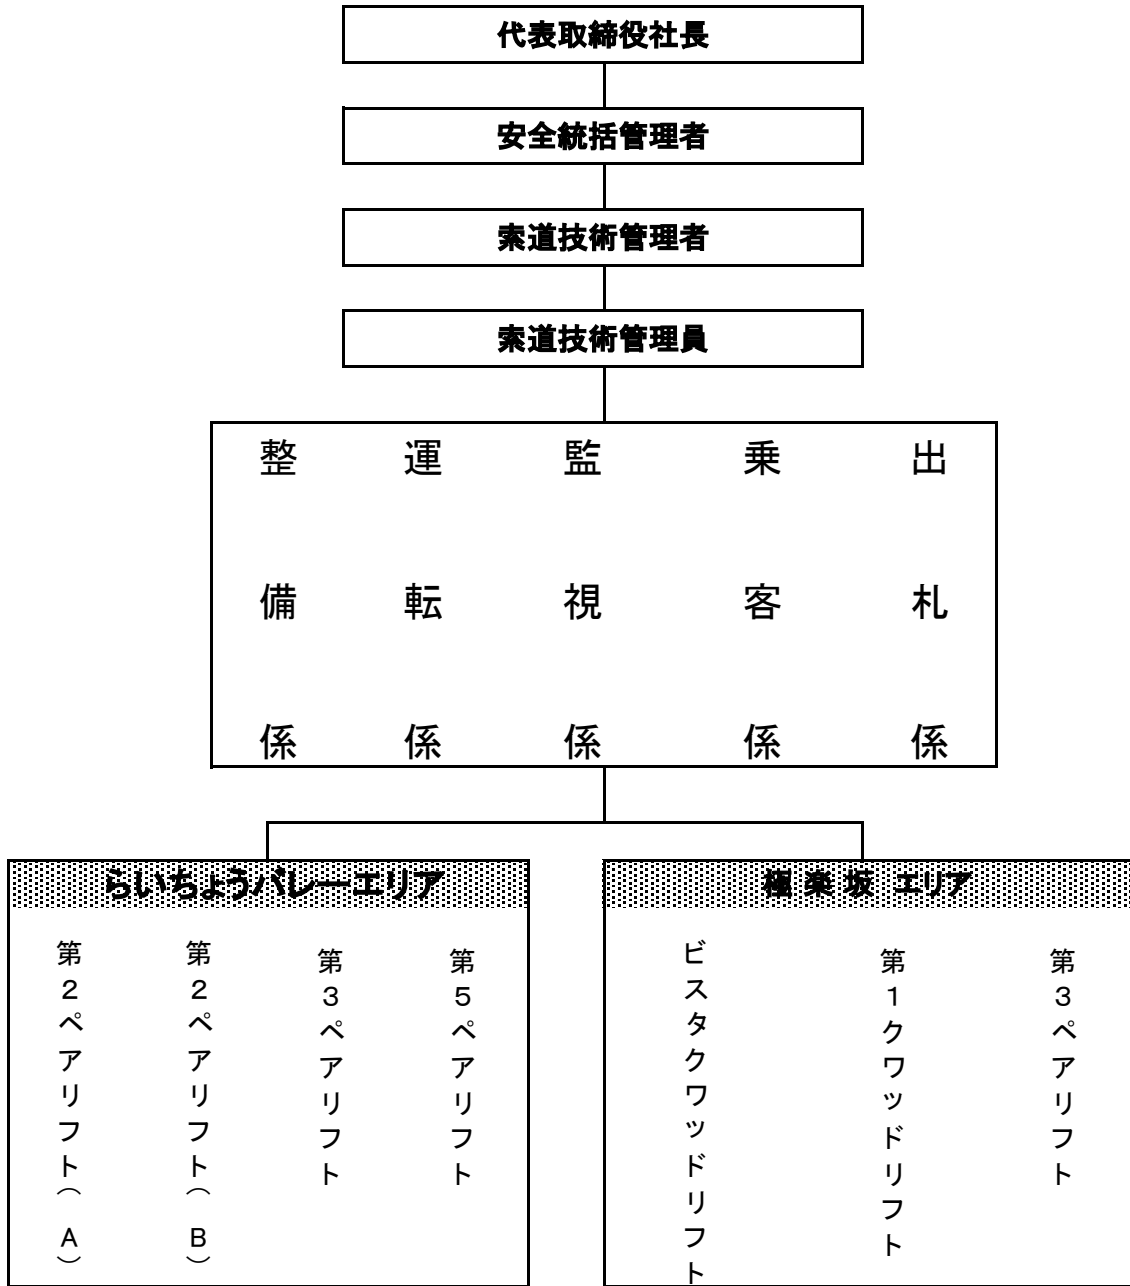 代表取締役社長
安全統括管理者
索道技術管理者
索道技術管理員
整備係
運転係
監視係
乗客係
出札係
らいちょうバレーエリア
第2ペアリフト(A)
第2ペアリフト(B)
第3ペアリフト
第5ペアリフト
極楽坂 エリア
ビスタクワッドリフト
第1クワッドリフト
第3ペアリフト